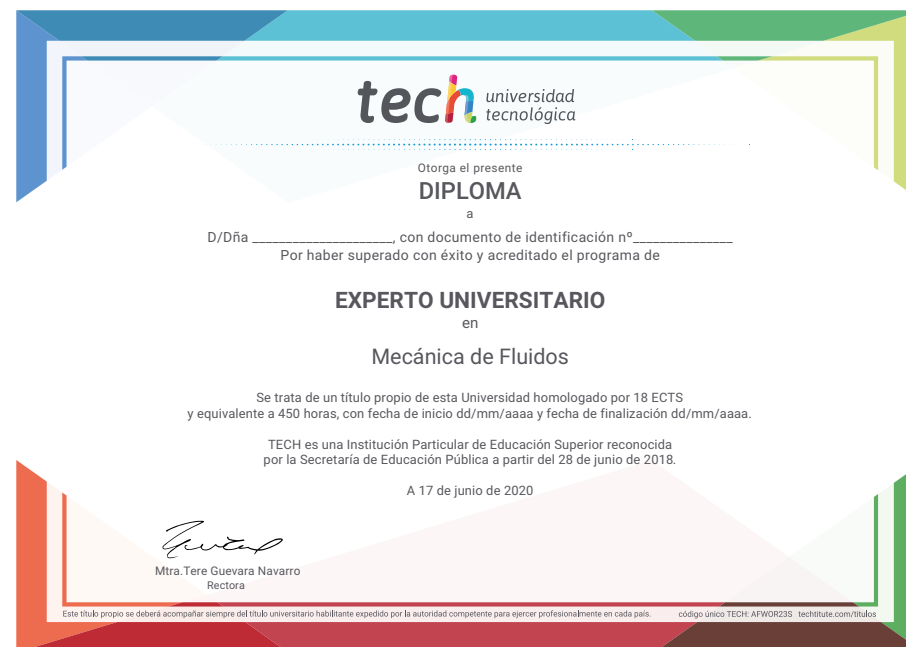 tech universidad
tecnológica
Otorga el presente
DIPLOMA
a
D/Dña _____________________, con documento de identificación nº_______________
Por haber superado con éxito y acreditado el programa de
EXPERTO UNIVERSITARIO
en
Mecánica de Fluidos
Se trata de un título propio de esta Universidad homologado por 18 ECTS
y equivalente a 450 horas, con fecha de inicio dd/mm/aaaa y fecha de finalización dd/mm/aaaa.
TECH es una Institución Particular de Educación Superior reconocida
por la Secretaría de Educación Pública a partir del 28 de junio de 2018.
A 17 de junio de 2020
Mtra.Tere Guevara Navarro
Rectora
Este título propio se deberá acompañar siempre del título universitario habilitante expedido por la autoridad competente para ejercer profesionalmente en cada país. código único TECH: AFWOR23S techtitute.com/titulos